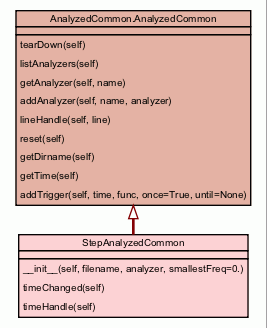 AnalyzedCommon.AnalyzedCommon
tearDown(self)
listAnalyzers(self)
getAnalyzer(self, name)
addAnalyzer(self, name, analyzer)
lineHandle(self, line)
reset(self)
getDirname(self)
getTime(self)
addTrigger(self, time, func, once=True, until=None)
StepAnalyzedCommon
__init__(self, filename, analyzer, smallestFreq=0.)
timeChanged(self)
timeHandle(self)